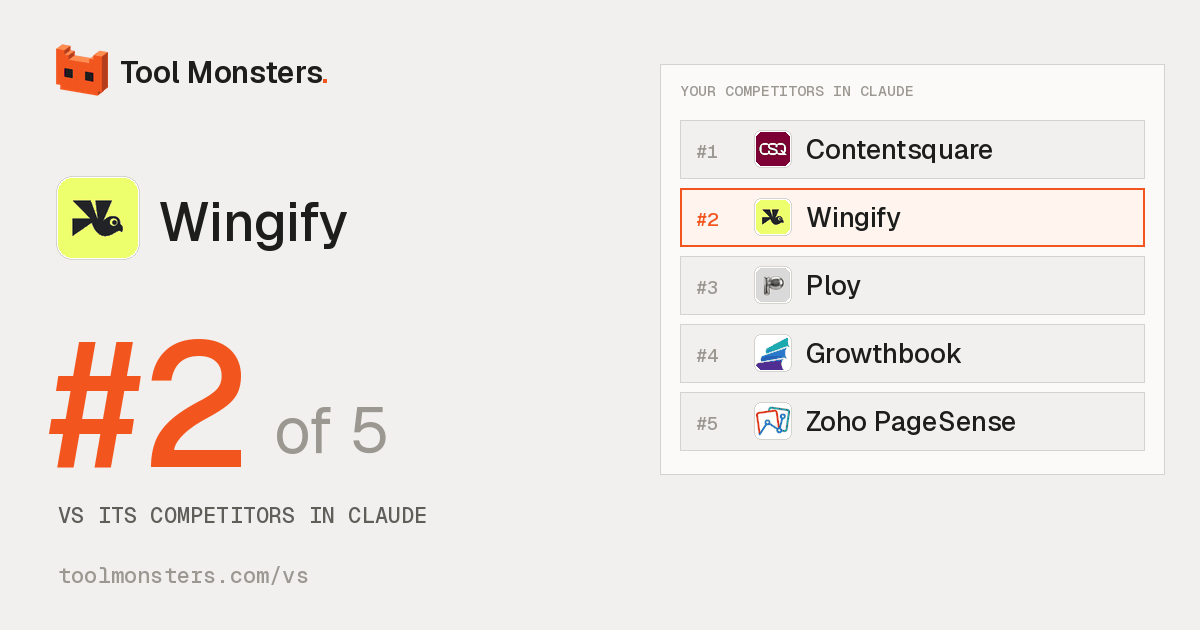 Tool Monsters.
Wingify
#2 of 5
VS ITS COMPETITORS IN CLAUDE
toolmonsters.com/vs
YOUR COMPETITORS IN CLAUDE
#1 CSQ Contentsquare
#2 Wingify
#3 Ploy
#4 Growthbook
#5 Zoho PageSense